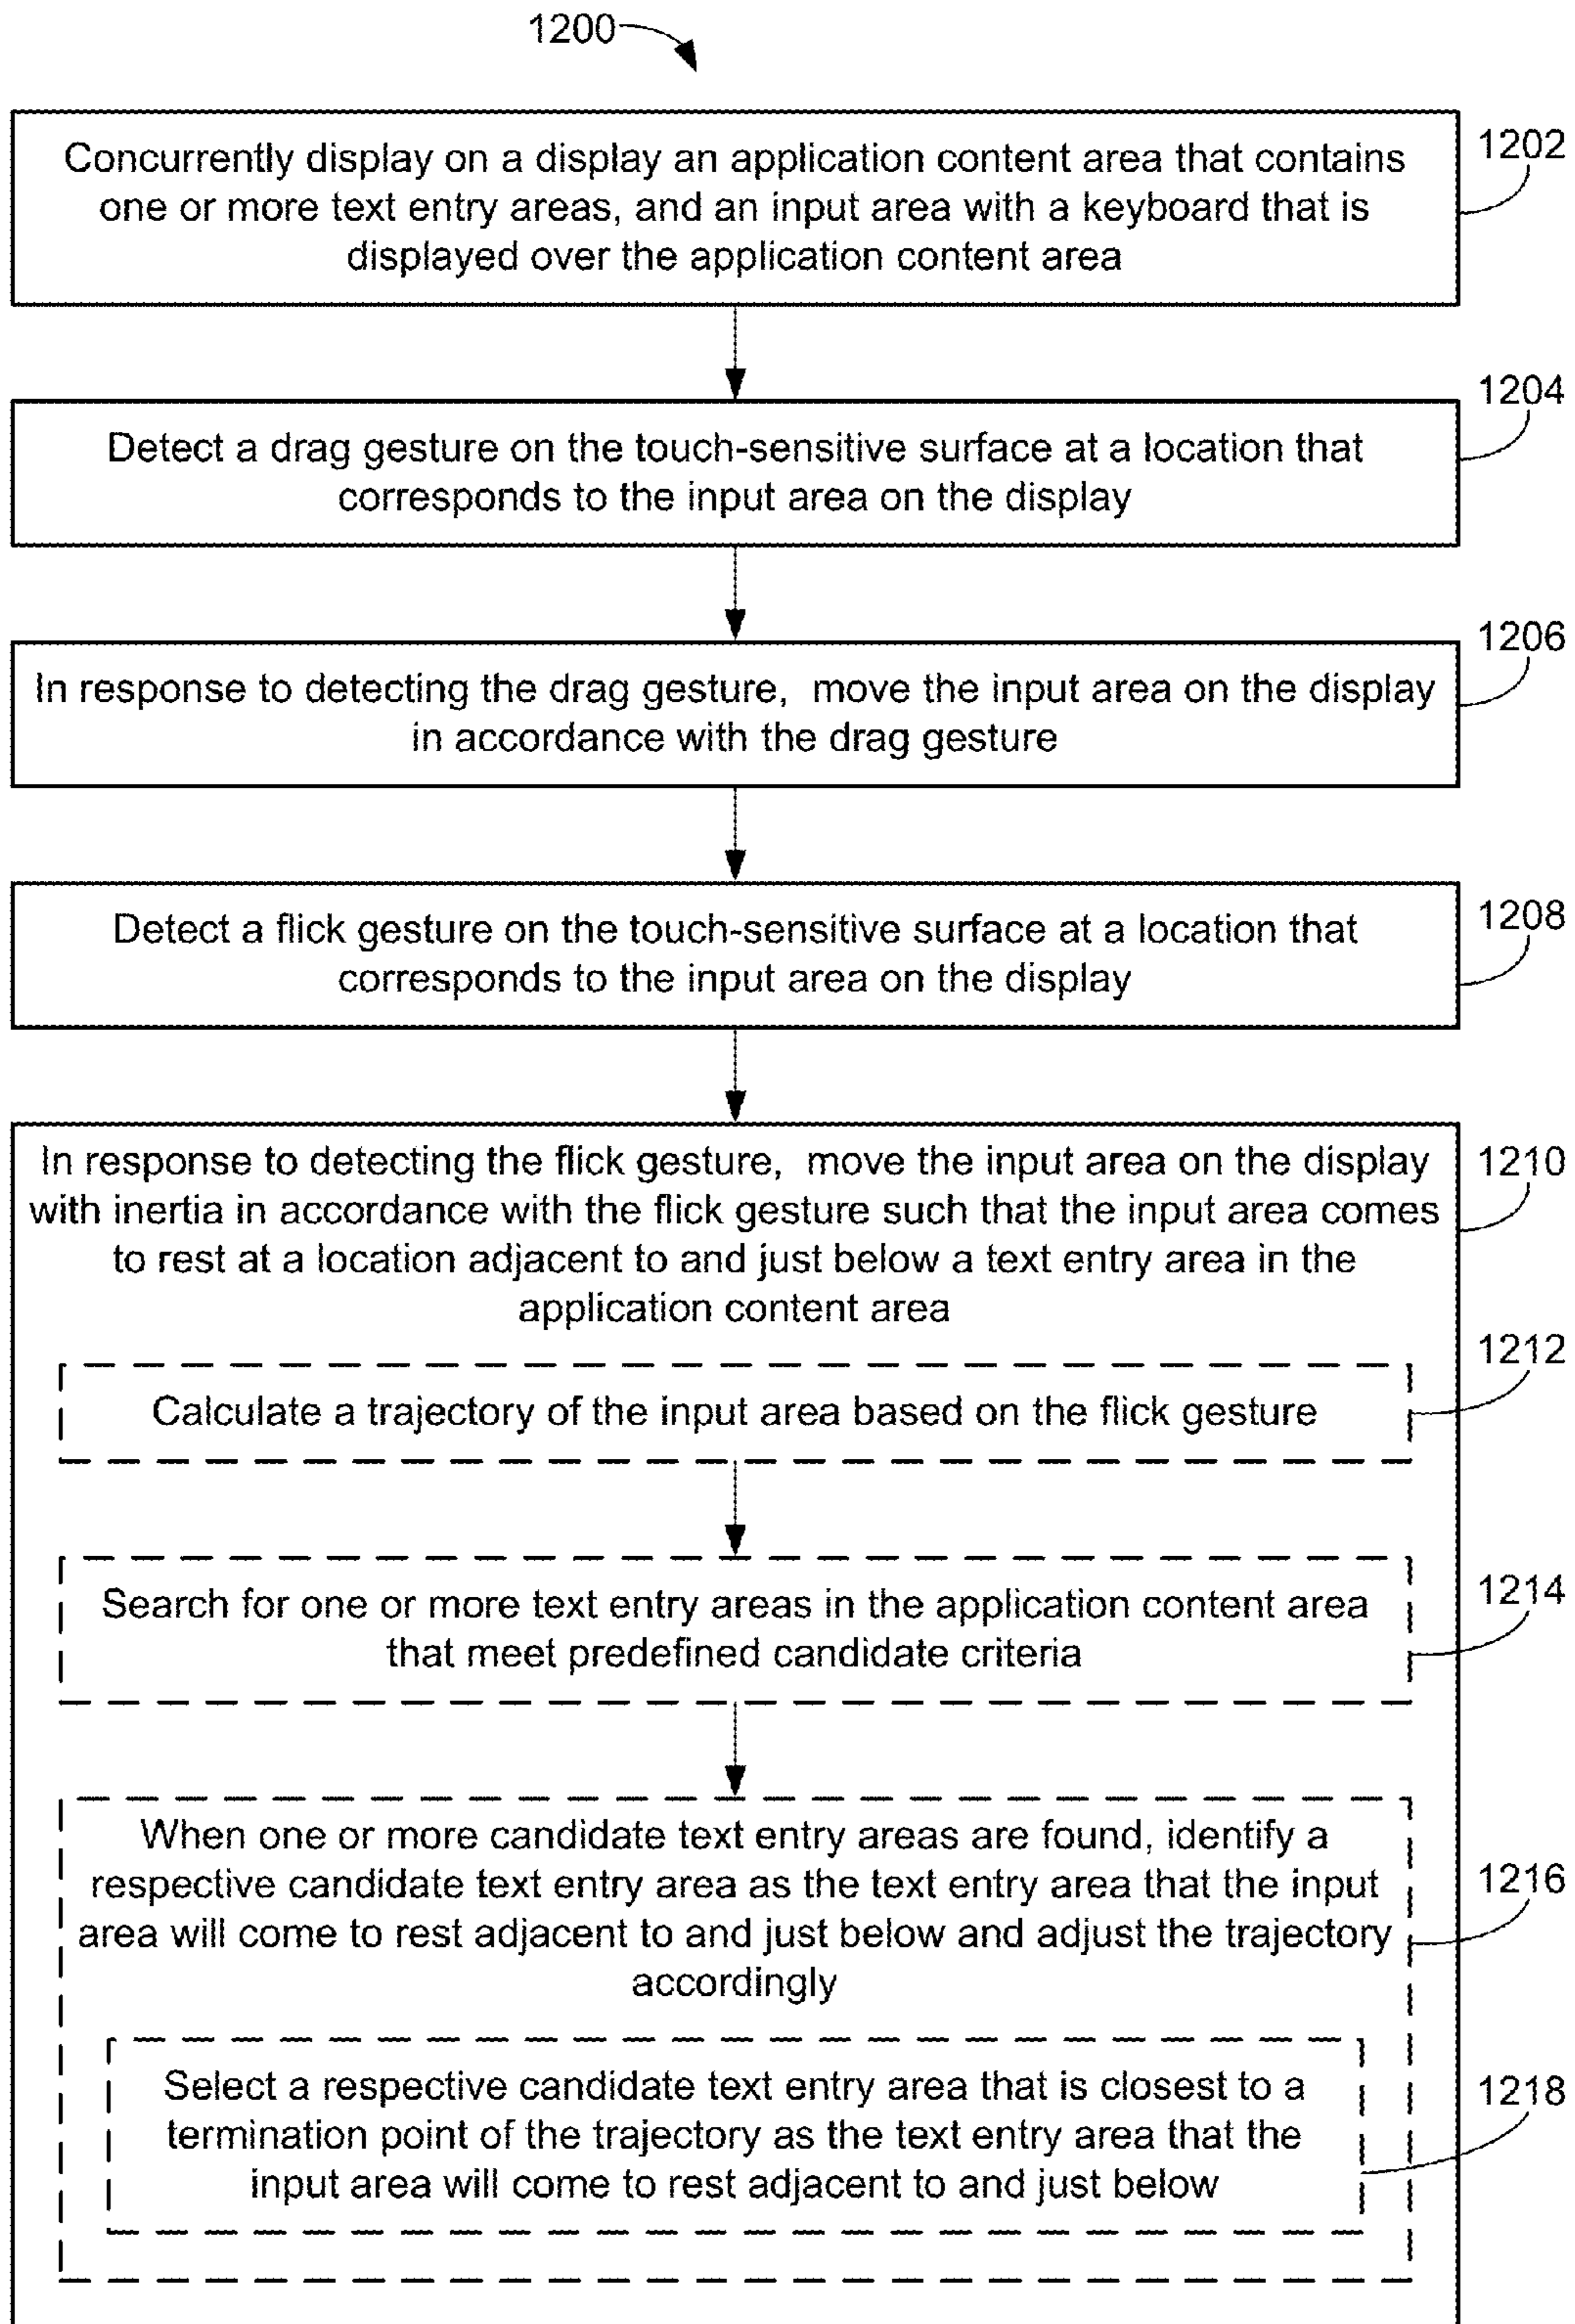 1200
Concurrently display on a display an application content area that contains
one or more text entry areas, and an input area with a keyboard that is
displayed over the application content area
1202
Detect a drag gesture on the touch-sensitive surface at a location that
corresponds to the input area on the display
1204
In response to detecting the drag gesture, move the input area on the display
in accordance with the drag gesture
1206
Detect a flick gesture on the touch-sensitive surface at a location that
corresponds to the input area on the display
1208
In response to detecting the flick gesture, move the input area on the display
with inertia in accordance with the flick gesture such that the input area comes
to rest at a location adjacent to and just below a text entry area in the
application content area
1210
Calculate a trajectory of the input area based on the flick gesture
1212
Search for one or more text entry areas in the application content area
that meet predefined candidate criteria
1214
When one or more candidate text entry areas are found, identify a
respective candidate text entry area as the text entry area that the input
area will come to rest adjacent to and just below and adjust the trajectory
accordingly
1216
Select a respective candidate text entry area that is closest to a
termination point of the trajectory as the text entry area that the
input area will come to rest adjacent to and just below
1218